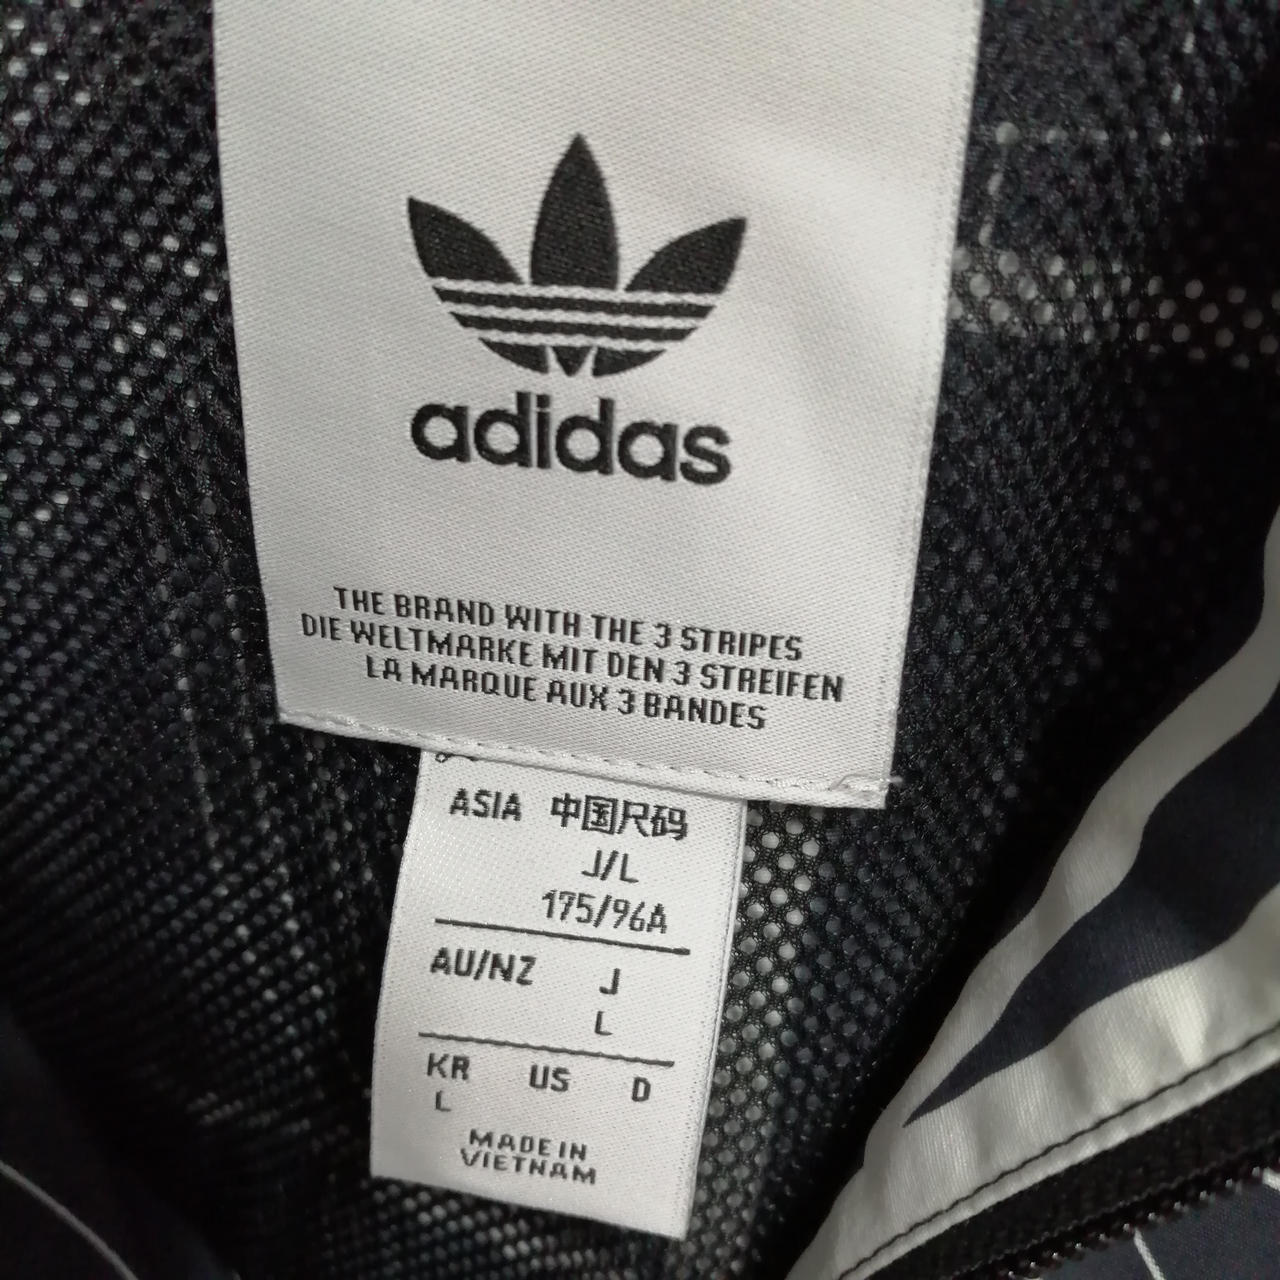 adidas
THE BRAND WITH THE 3 STRIPES
DIE WELTMARKE MIT DEN 3 STREIFEN
LA MARQUE AUX 3 BANDES
ASIA 中国尺码
J/L
175/96A
AU/NZ J
L
KR US D
L
MADE IN
VIETNAM